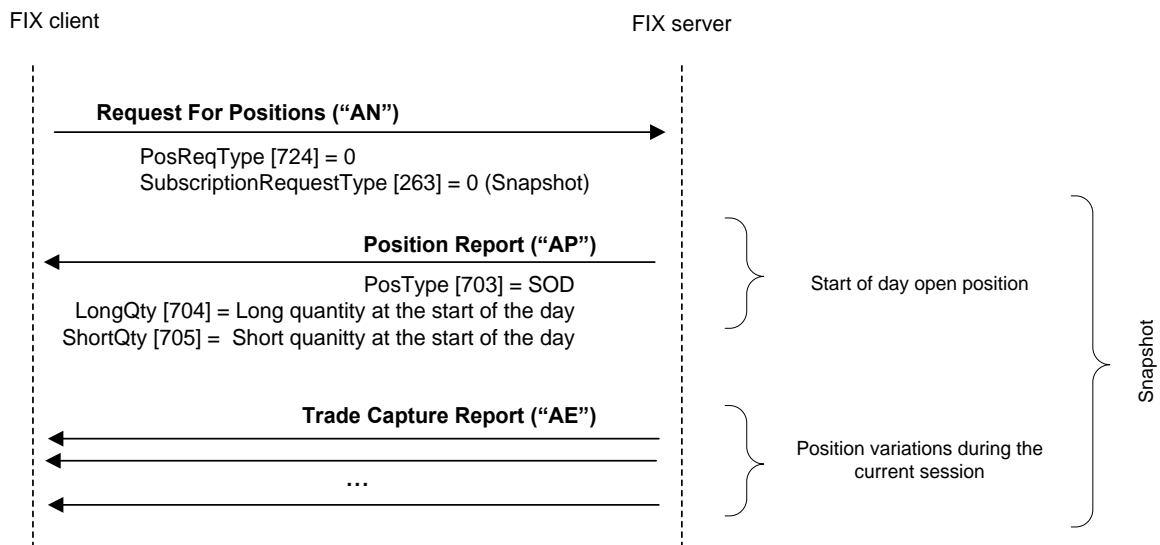 FIX client
FIX server
Request For Positions (“AN”)
PosReqType [724] = 0
SubscriptionRequestType [263] = 0 (Snapshot)
Position Report (“AP”)
PosType [703] = SOD
LongQty [704] = Long quantity at the start of the day
ShortQty [705] = Short quanitty at the start of the day
Start of day open position
Trade Capture Report (“AE”)
...
Position variations during the
current session
Snapshot